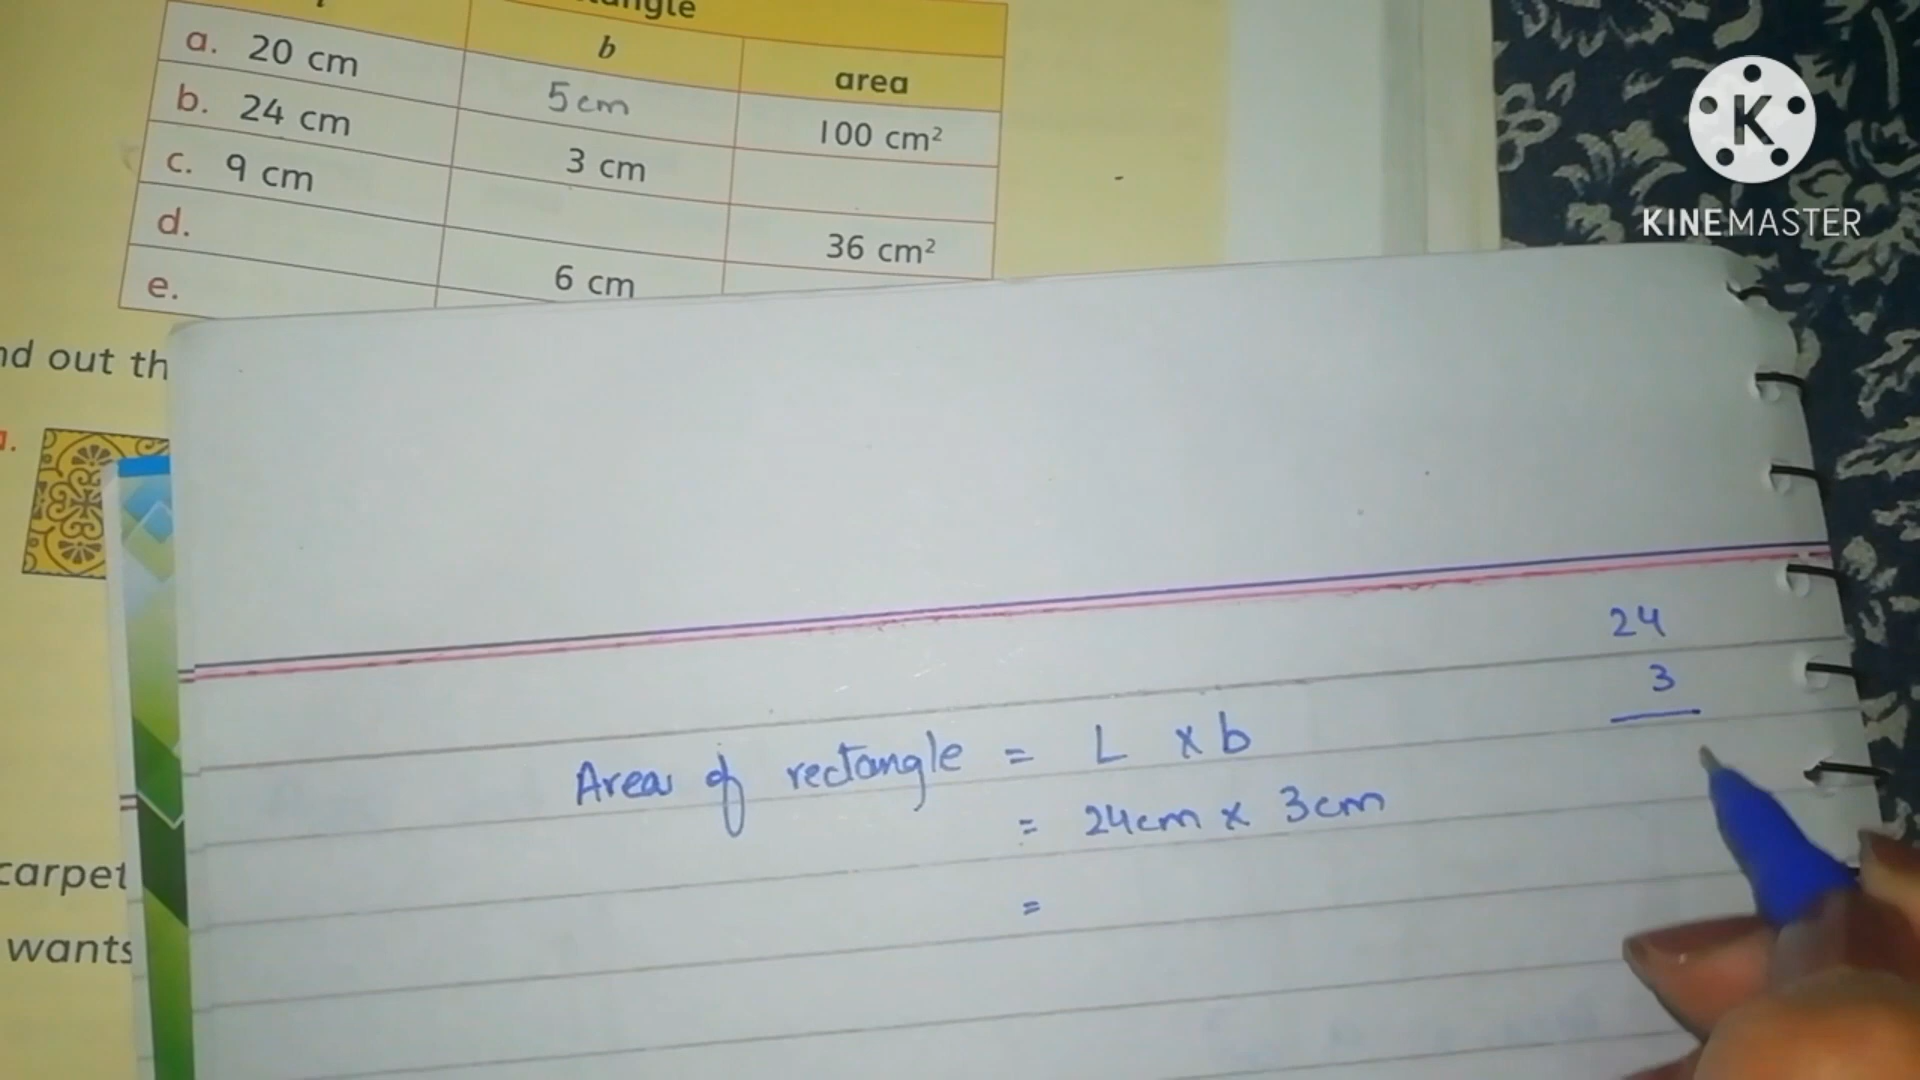 b
area
a. 20 cm 5cm 100 cm²
b. 24 cm 3 cm
c. 9 cm 36 cm²
d. 6 cm
e.
KINEMASTER
nd out th
carpet
wants
24
3
Area of rectangle = L × b
= 24cm × 3cm
=